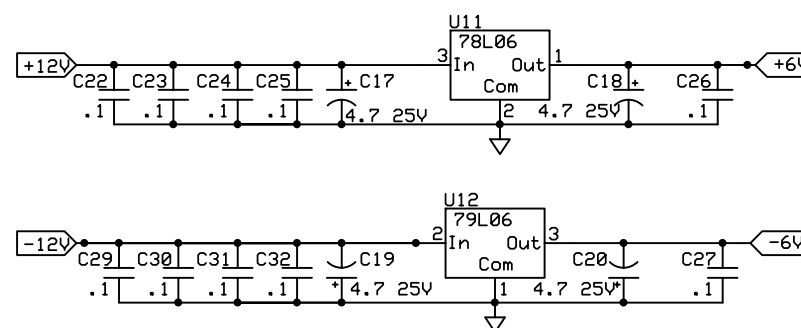 U11
78L06
+12V
3 In Out 1
+6V
C22 C23 C24 C25 C17
Com
C18 C26
.1 .1 .1 .1 4.7 25V
2
4.7 25V .1
U12
79L06
-12V
2 In Out 3
-6V
C29 C30 C31 C32 C19
Com
C20 C27
.1 .1 .1 .1 4.7 25V
1
4.7 25V .1